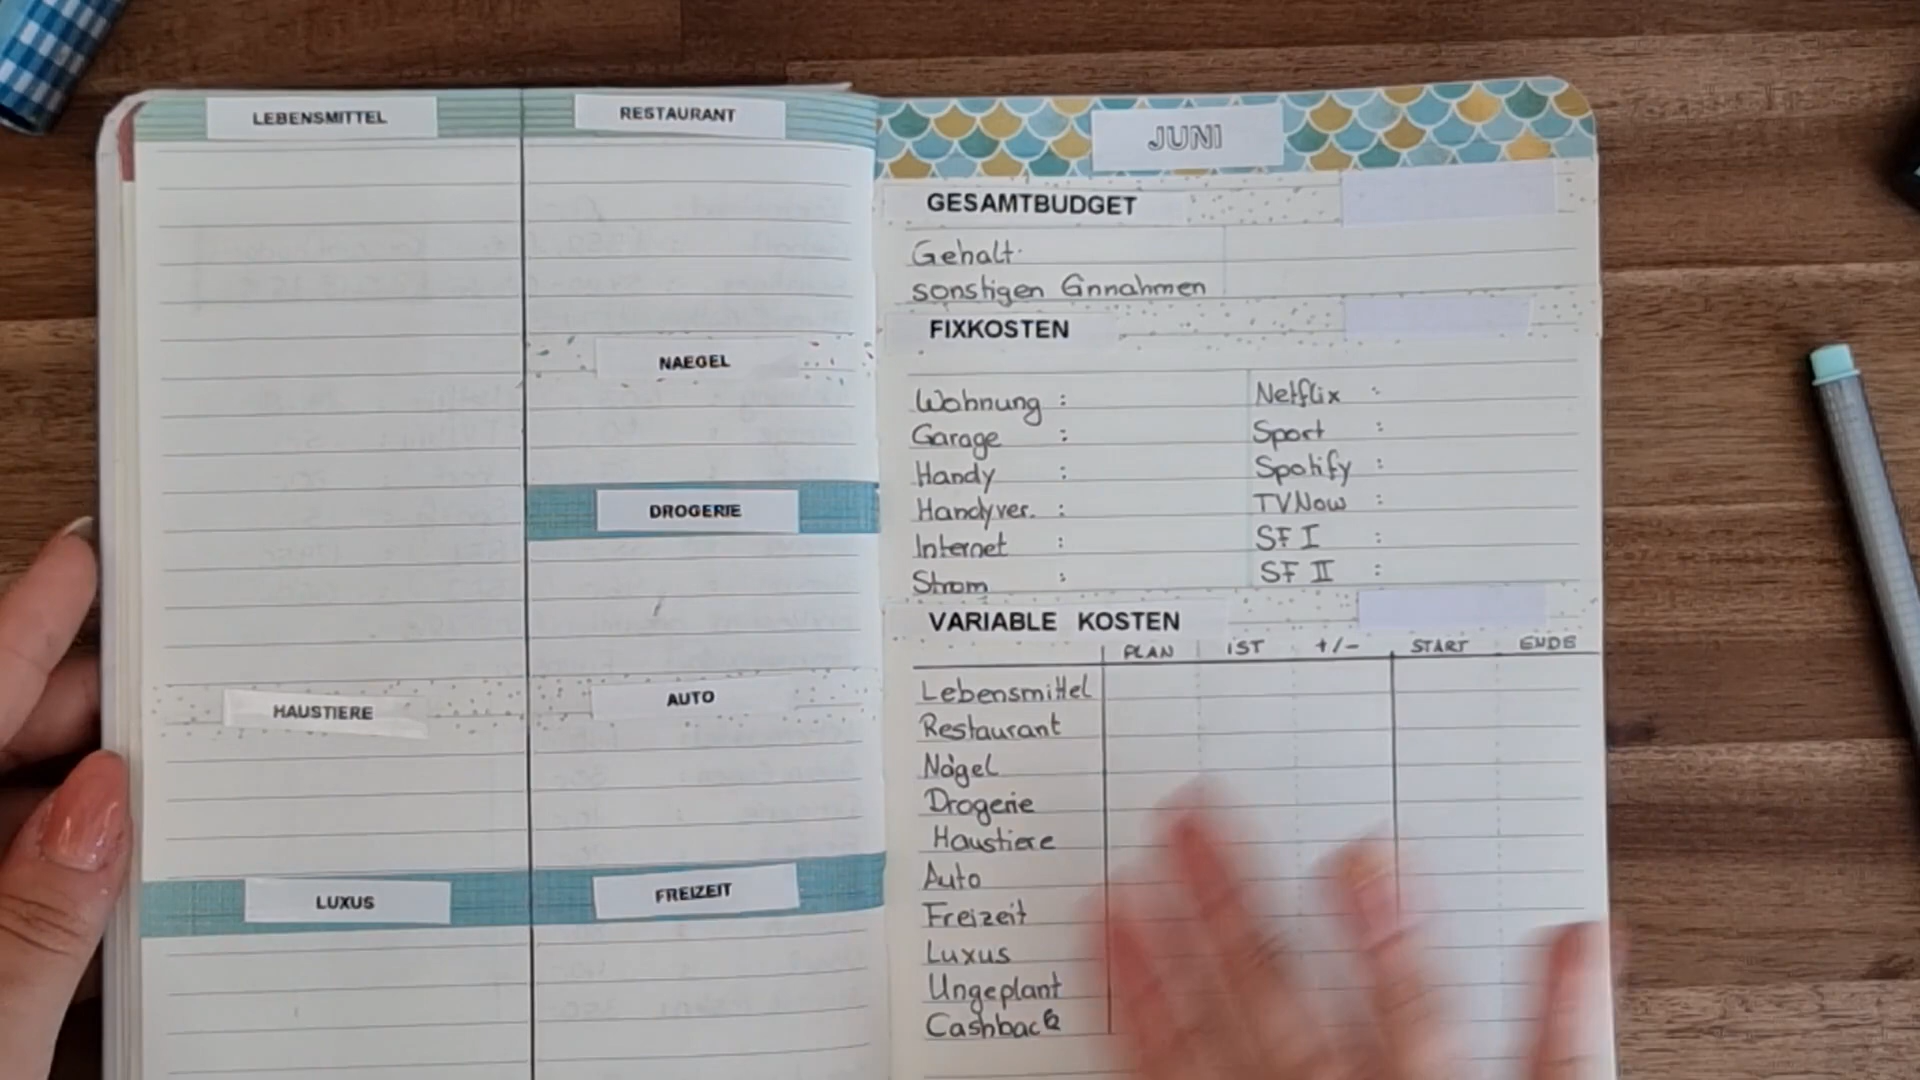 LEBENSMITTEL
RESTAURANT
NAEGEL
DROGERIE
HAUSTIERE
AUTO
LUXUS
FREIZEIT
JUNI
GESAMTBUDGET
Gehalt
sonstigen Einnahmen
FIXKOSTEN
Wohnung :
Garage :
Handy :
Handyver. :
Internet :
Strom :
Netflix :
Sport :
Spotify :
TVNow :
SF I :
SF II :
VARIABLE KOSTEN
PLAN IST +/- START ENDE
Lebensmittel
Restaurant
Nägel
Drogerie
Haustiere
Auto
Freizeit
Luxus
Ungeplant
Cashback